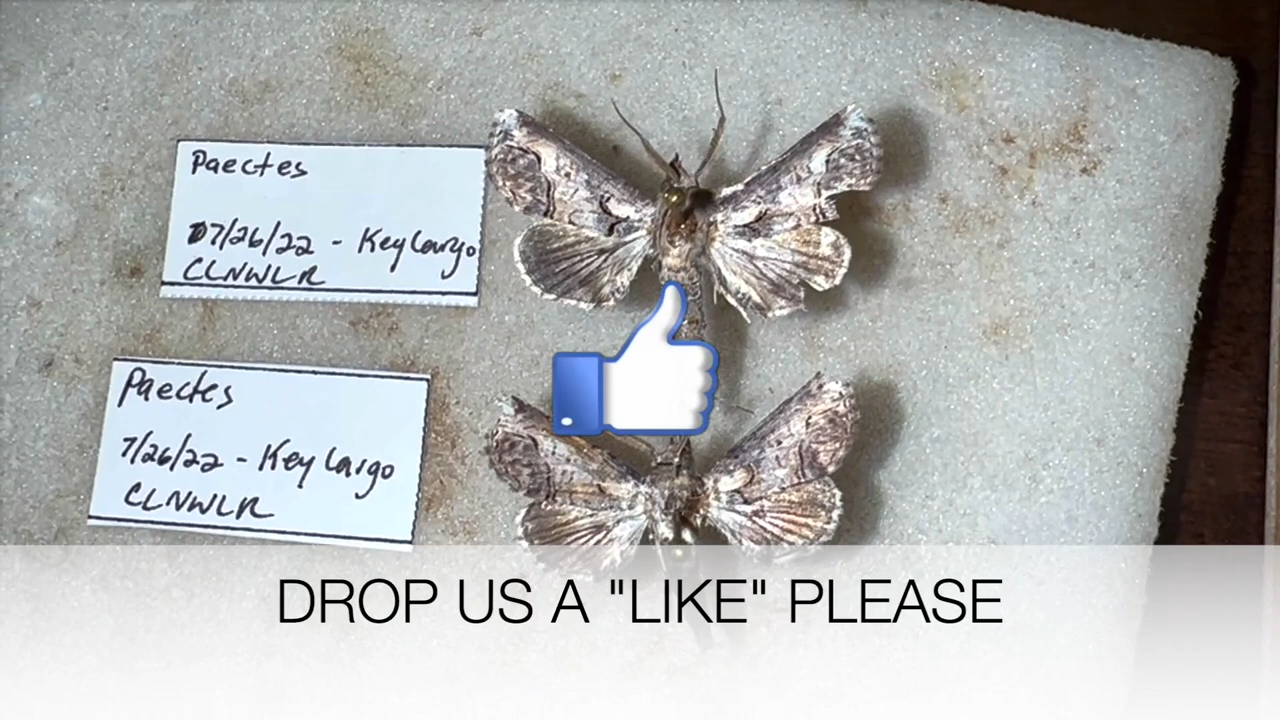 Paectes
07/26/22 - Key Largo
CLNWLR
Paectes
7/26/22 - Key Largo
CLNWLR
DROP US A "LIKE" PLEASE